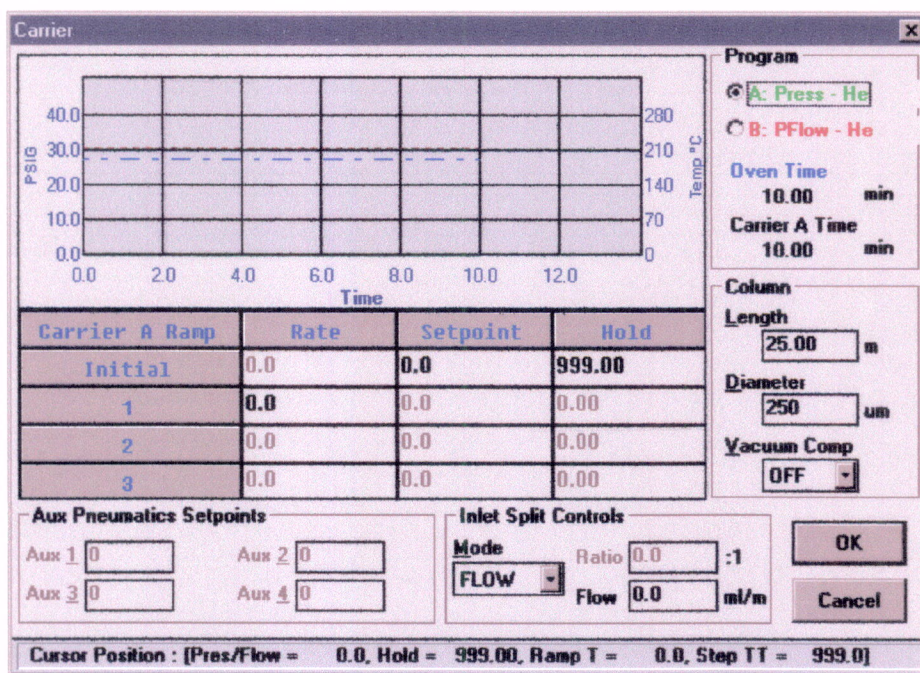 Carrier
PSIG
40.0
30.0
20.0
10.0
0.0
280
210
140
70
0
Temp °C
0.0 2.0 4.0 6.0 8.0 10.0 12.0
Time
Program
A: Press - He
B: PFlow - He
Oven Time
10.00 min
Carrier A Time
10.00 min
Carrier A Ramp Rate Setpoint Hold
Initial 0.0 0.0 999.00
1 0.0 0.0 0.00
2 0.0 0.0 0.00
3 0.0 0.0 0.00
Column
Length
25.00 m
Diameter
250 um
Vacuum Comp
OFF
Aux Pneumatics Setpoints
Aux 1 0 Aux 2 0
Aux 3 0 Aux 4 0
Inlet Split Controls
Mode
FLOW
Ratio 0.0 :1
Flow 0.0 ml/m
OK
Cancel
Cursor Position : [Pres/Flow = 0.0, Hold = 999.00, Ramp T = 0.0, Step TT = 999.0]